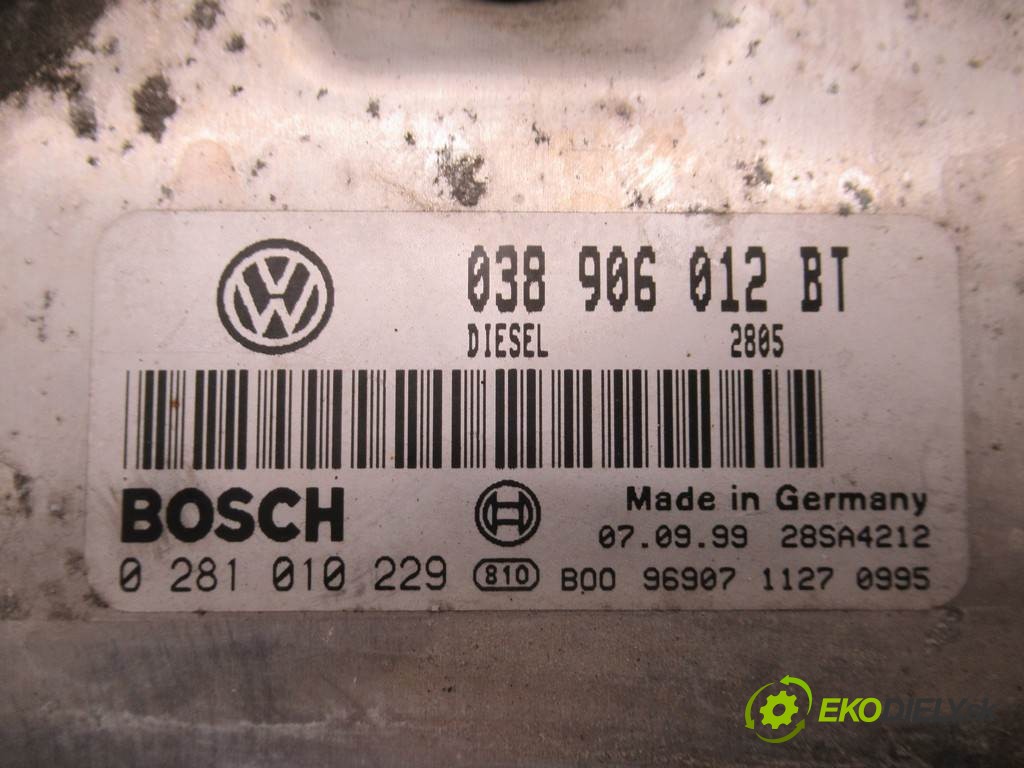 038 906 012 BT
DIESEL 2805
BOSCH
Made in Germany
07.09.99 28SA4212
0 281 010 229 810 B00 96907 1127 0995
EKODIELY.sk